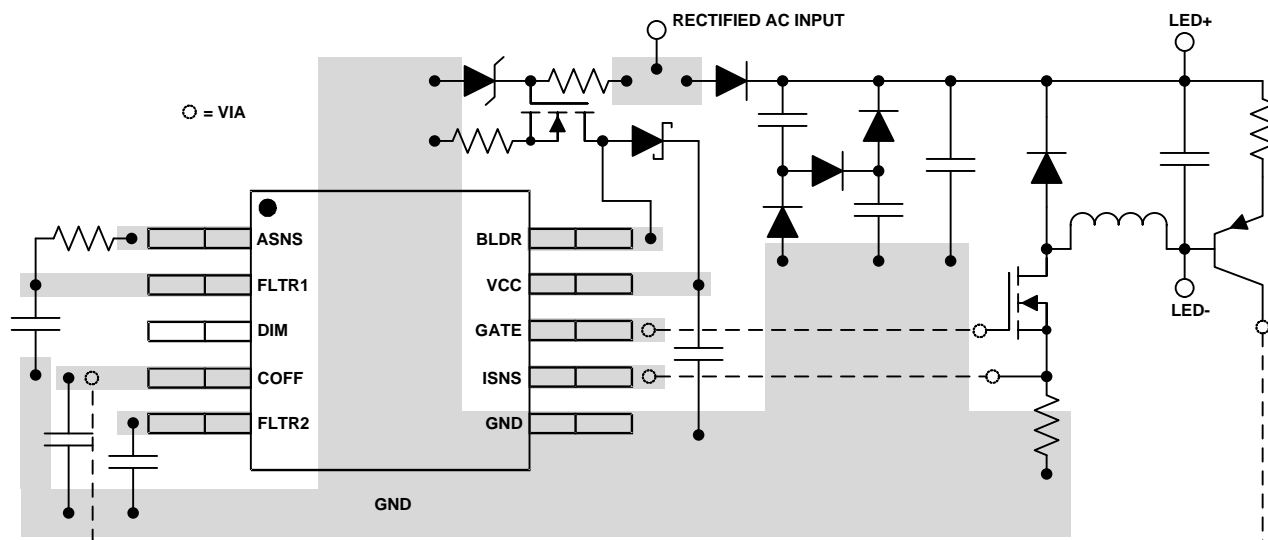 RECTIFIED AC INPUT
LED+
= VIA
ASNS
BLDR
FLTR1
VCC
DIM
GATE
LED-
COFF
ISNS
FLTR2
GND
GND